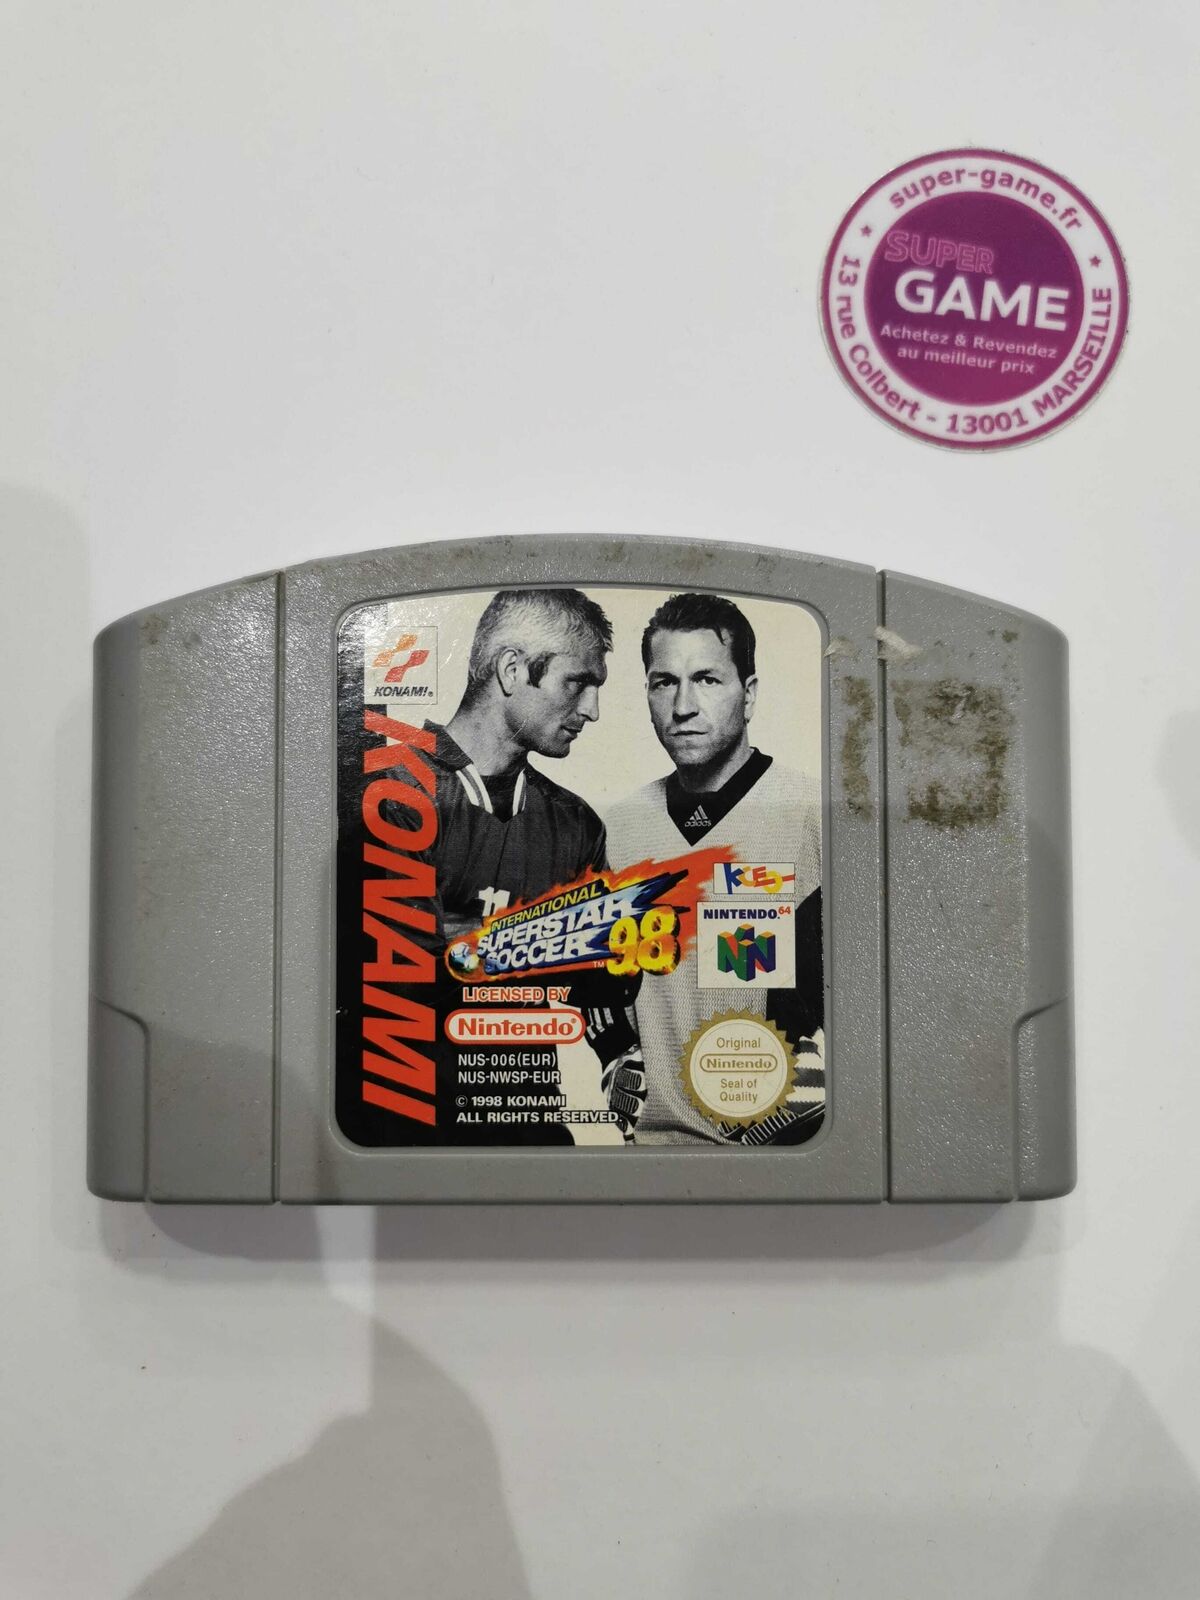 super-game.fr
SUPER
GAME
Achetez & Revendez
au meilleur prix
13 rue Colbert - 13001 MARSEILLE
KONAMI®
KONAMI
adidas
11
INTERNATIONAL
SUPERSTAR
SOCCER ™ 98
KCEO
NINTENDO64
LICENSED BY
Nintendo®
NUS-006(EUR)
NUS-NWSP-EUR
© 1998 KONAMI
ALL RIGHTS RESERVED.
Original
Nintendo
Seal of
Quality